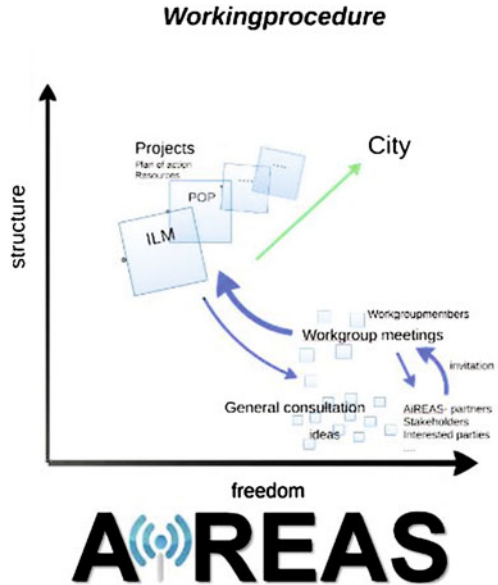 Workingprocedure
structure
City
Projects
Plan of action
Resources
....
....
POP
ILM
Workgroupmembers
Workgroup meetings
invitation
General consultation
ideas
AiREAS- partners
Stakeholders
Interested parties
....
freedom
AiREAS